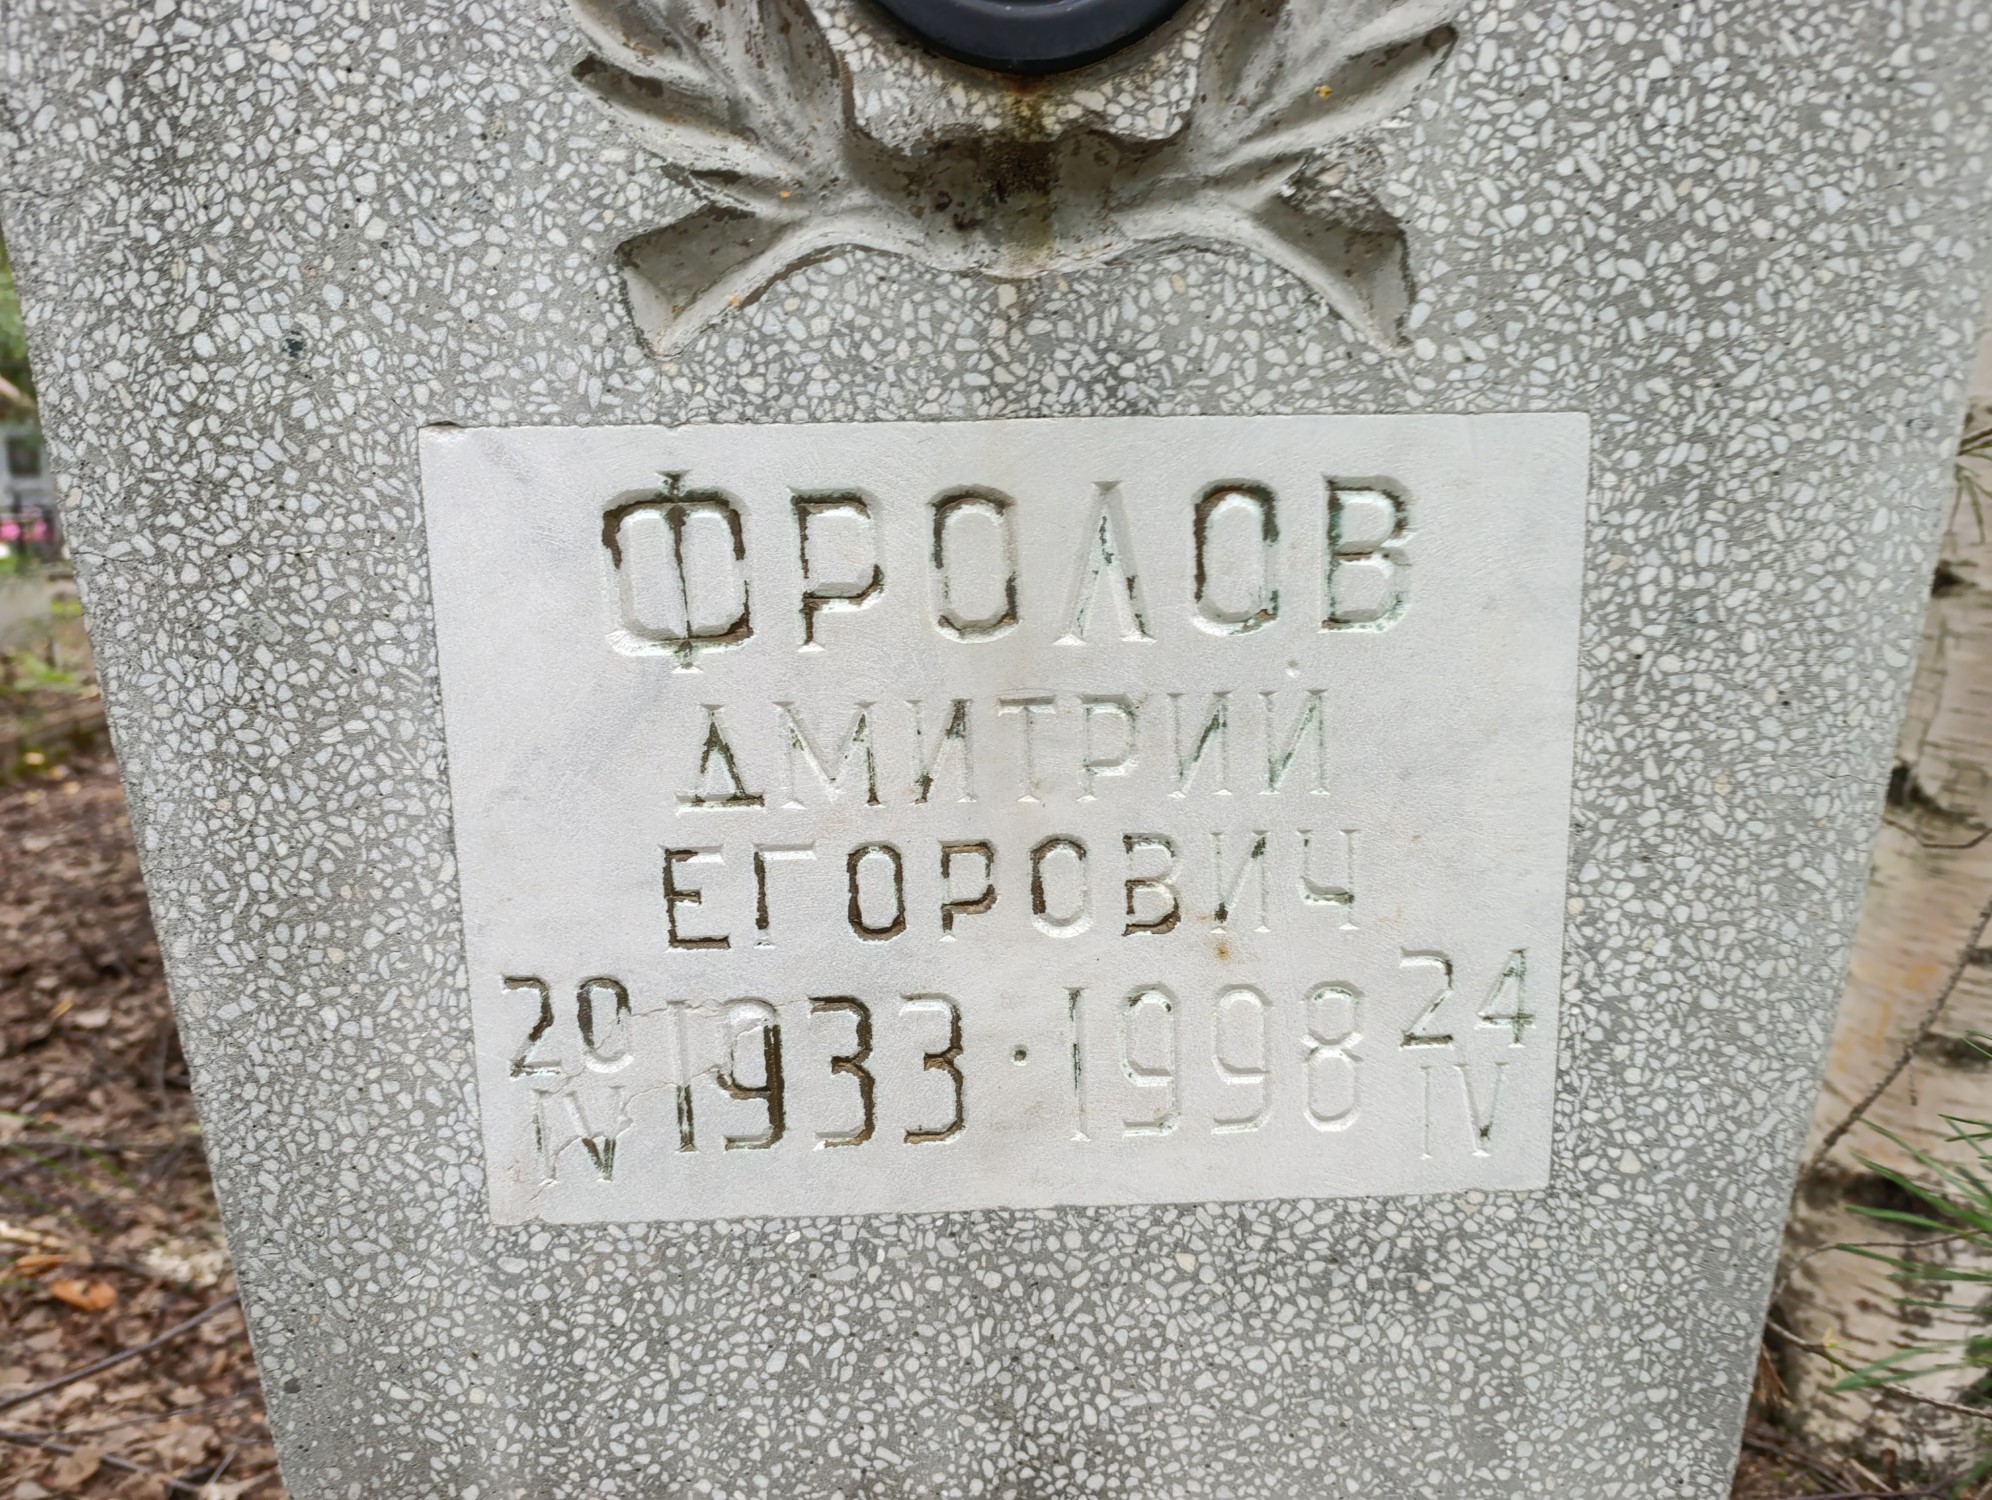 ФРОЛОВ
ДМИТРИЙ
ЕГОРОВИЧ
20 IV 1933 · 1998 24 IV